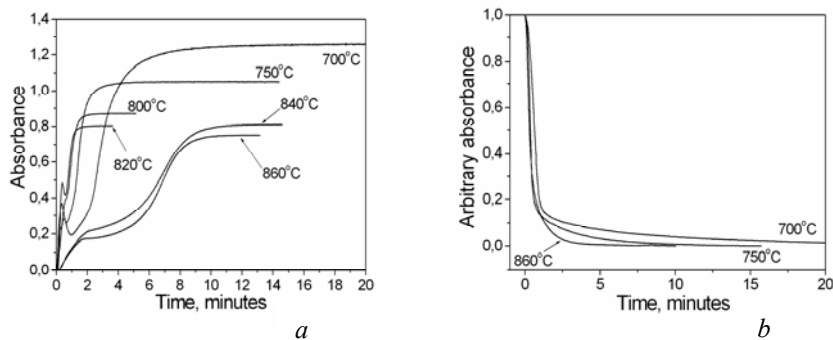 Absorbance
1,4
1,2
1,0
0,8
0,6
0,4
0,2
0,0
700°C
750°C
800°C
840°C
820°C
860°C
0 2 4 6 8 10 12 14 16 18 20
Time, minutes
a
Arbitrary absorbance
1,0
0,8
0,6
0,4
0,2
0,0
700°C
860°C
750°C
0 5 10 15 20
Time, minutes
b